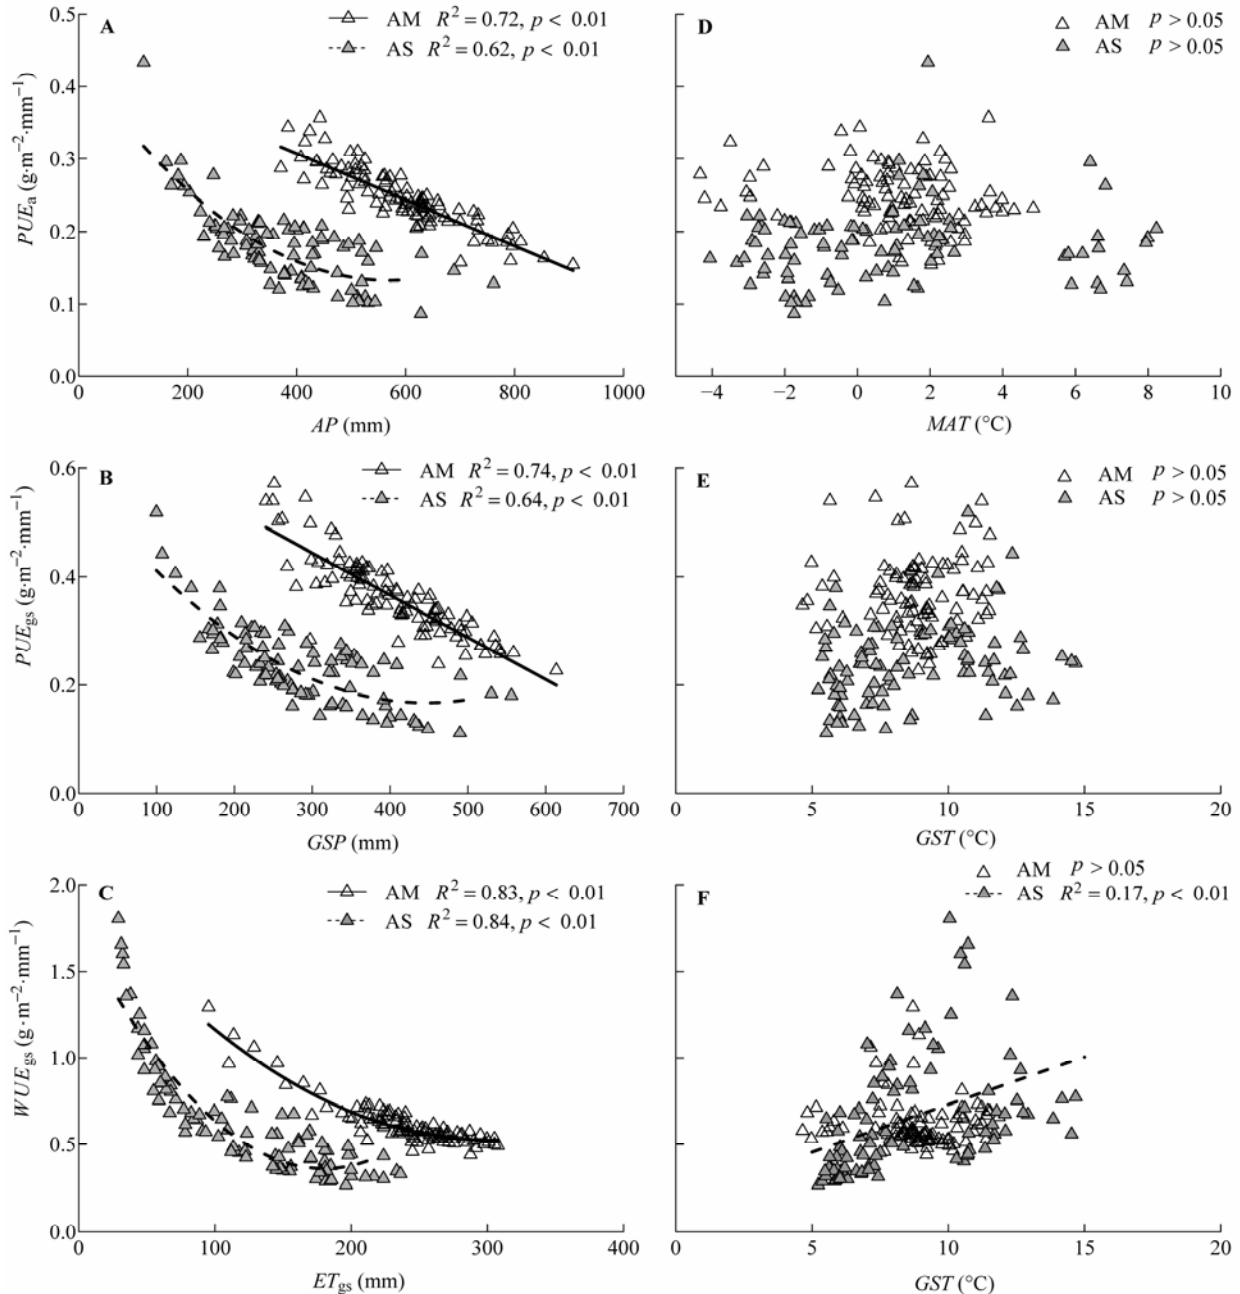 A
AM R² = 0.72, p < 0.01
AS R² = 0.62, p < 0.01
0.5
0.4
0.3
0.2
0.1
0.0
PUEₐ (g·m⁻²·mm⁻¹)
0 200 400 600 800 1000
AP (mm)
D
AM p > 0.05
AS p > 0.05
−4 −2 0 2 4 6 8 10
MAT (°C)
B
AM R² = 0.74, p < 0.01
AS R² = 0.64, p < 0.01
0.6
0.4
0.2
0.0
PUEgs (g·m⁻²·mm⁻¹)
0 100 200 300 400 500 600 700
GSP (mm)
E
AM p > 0.05
AS p > 0.05
0 5 10 15 20
GST (°C)
C
AM R² = 0.83, p < 0.01
AS R² = 0.84, p < 0.01
2.0
1.5
1.0
0.5
0.0
WUEgs (g·m⁻²·mm⁻¹)
0 100 200 300 400
ETgs (mm)
F
AM p > 0.05
AS R² = 0.17, p < 0.01
0 5 10 15 20
GST (°C)